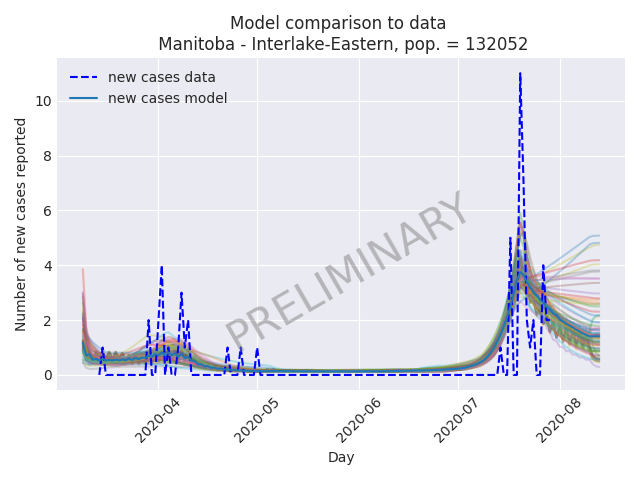 Model comparison to data
Manitoba - Interlake-Eastern, pop. = 132052
new cases data
new cases model
Number of new cases reported
10
8
6
4
2
0
PRELIMINARY
2020-04
2020-05
2020-06
2020-07
2020-08
Day